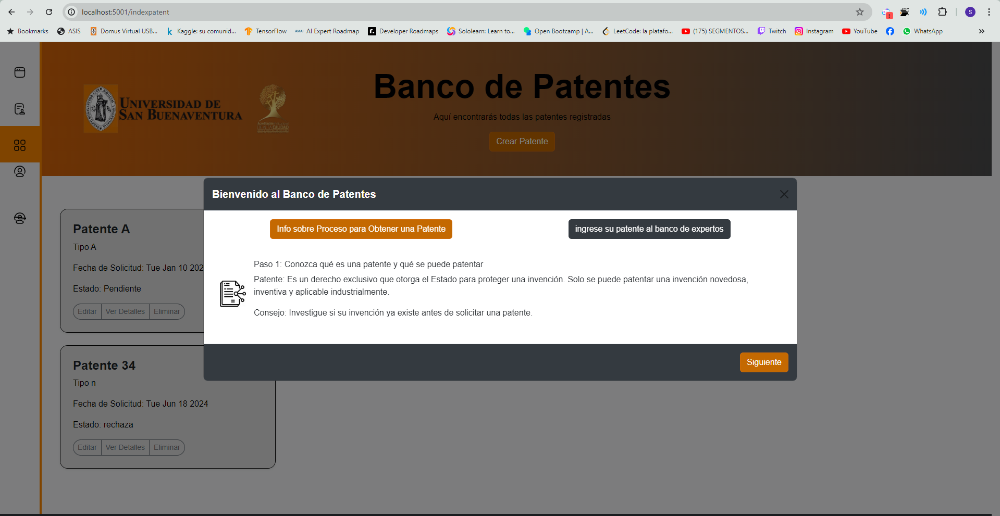 localhost:5001/indexpatent
S
Bookmarks
ASIS
Domus Virtual USB...
Kaggle: su comunid...
TensorFlow
AMAI AI Expert Roadmap
Developer Roadmaps
Sololearn: Learn to...
Open Bootcamp | A...
LeetCode: la platafo...
(175) SEGMENTOS...
Twitch
Instagram
YouTube
WhatsApp
UNIVERSIDAD DE
SAN BUENAVENTURA
Banco de Patentes
Aquí encontrarás todas las patentes registradas
Crear Patente
Bienvenido al Banco de Patentes
Info sobre Proceso para Obtener una Patente
ingrese su patente al banco de expertos
Paso 1: Conozca qué es una patente y qué se puede patentar
Patente: Es un derecho exclusivo que otorga el Estado para proteger una invención. Solo se puede patentar una invención novedosa,
inventiva y aplicable industrialmente.
Consejo: Investigue si su invención ya existe antes de solicitar una patente.
Siguiente
Patente A
Tipo A
Fecha de Solicitud: Tue Jan 10 202
Estado: Pendiente
Editar
Ver Detalles
Eliminar
Patente 34
Tipo n
Fecha de Solicitud: Tue Jun 18 2024
Estado: rechaza
Editar
Ver Detalles
Eliminar